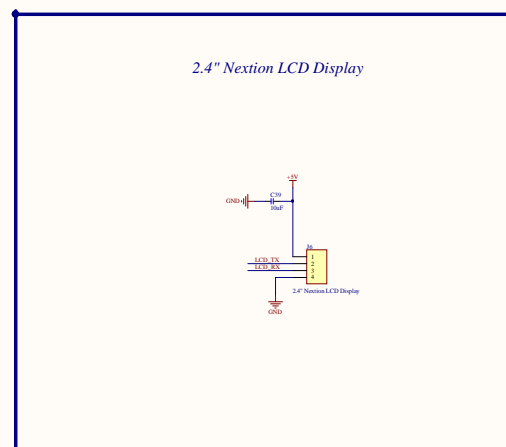 2.4" Nextion LCD Display
+5V
C39
GND
10uF
J6
LCD_TX
1
2
LCD_RX
3
4
2.4" Nextion LCD Display
GND